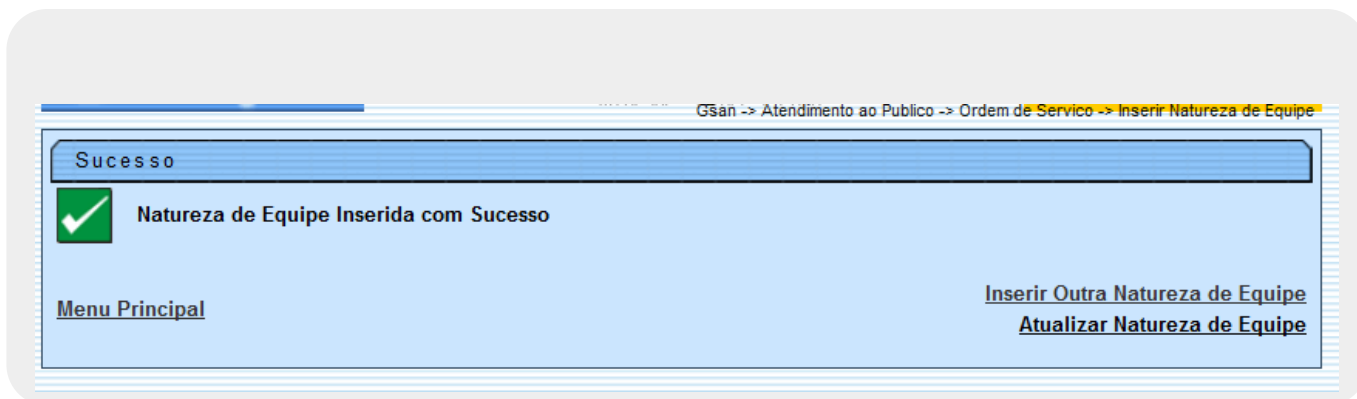 Gsan -> Atendimento ao Publico -> Ordem de Servico -> Inserir Natureza de Equipe
Sucesso
Natureza de Equipe Inserida com Sucesso
Inserir Outra Natureza de Equipe
Menu Principal
Atualizar Natureza de Equipe